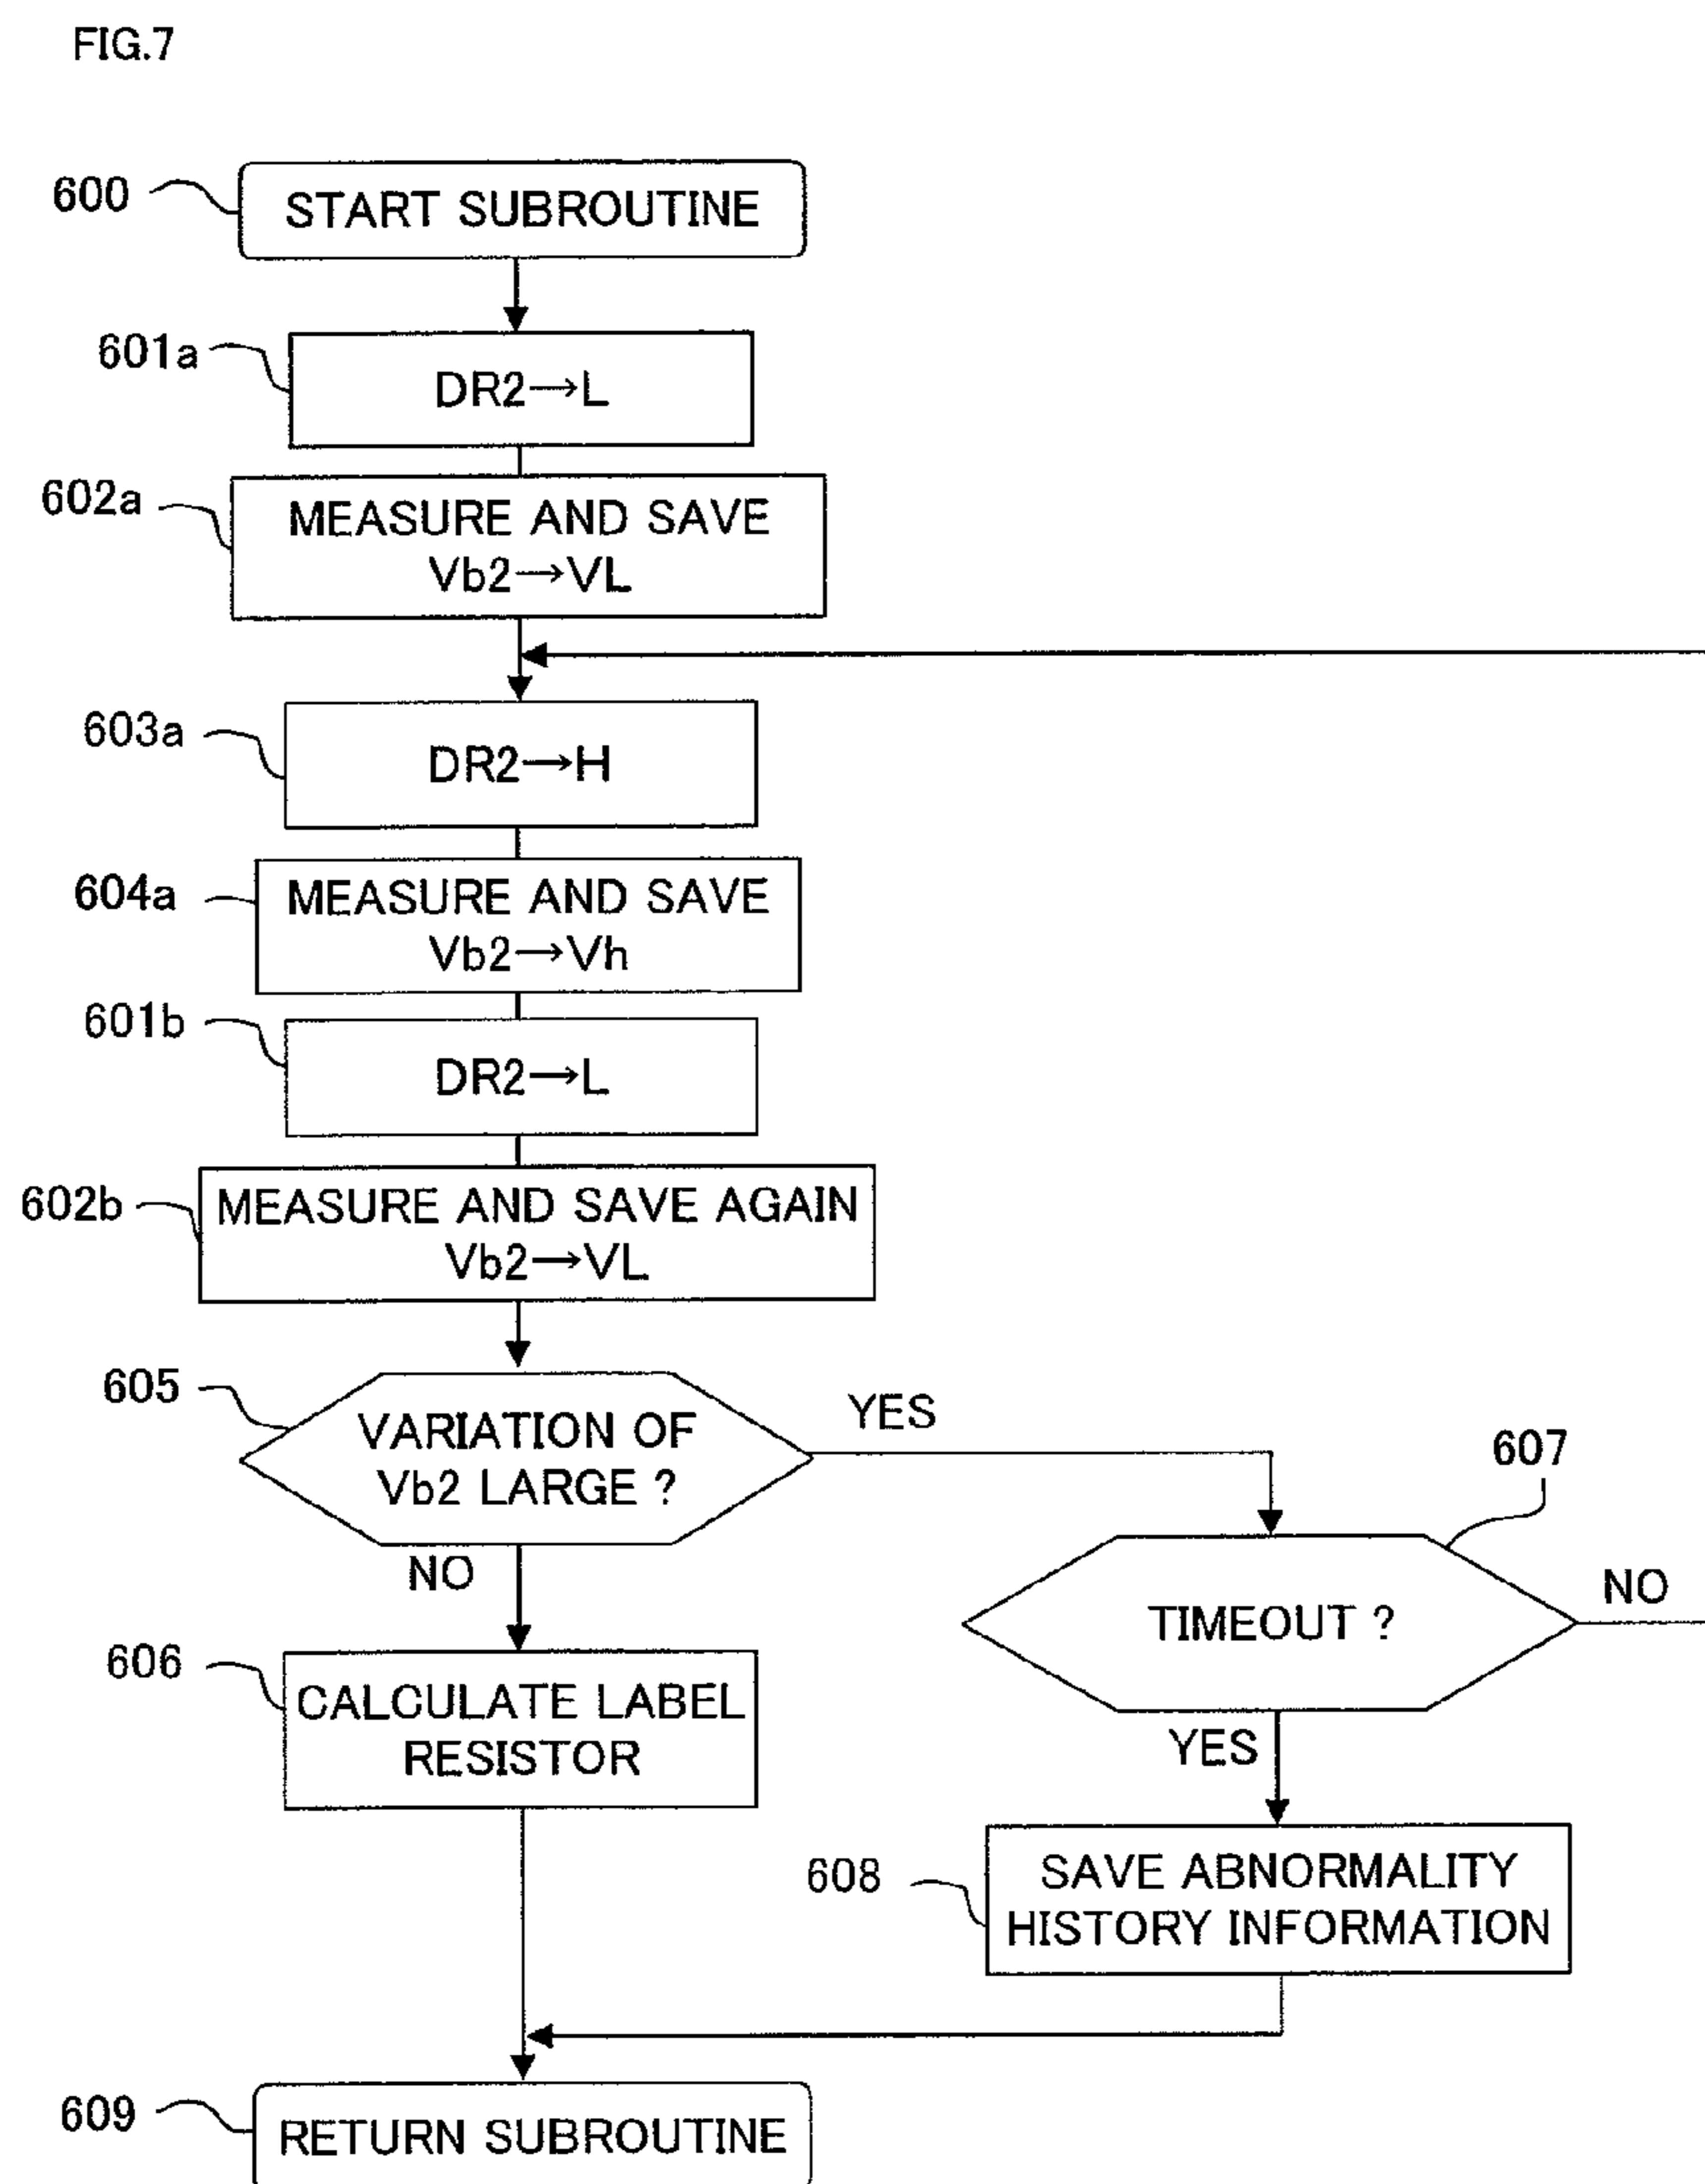 FIG.7
600
START SUBROUTINE
601a
DR2→L
602a
MEASURE AND SAVE
Vb2→VL
603a
DR2→H
604a
MEASURE AND SAVE
Vb2→Vh
601b
DR2→L
602b
MEASURE AND SAVE AGAIN
Vb2→VL
605
VARIATION OF
Vb2 LARGE ?
YES
NO
607
TIMEOUT ?
NO
YES
606
CALCULATE LABEL
RESISTOR
608
SAVE ABNORMALITY
HISTORY INFORMATION
609
RETURN SUBROUTINE